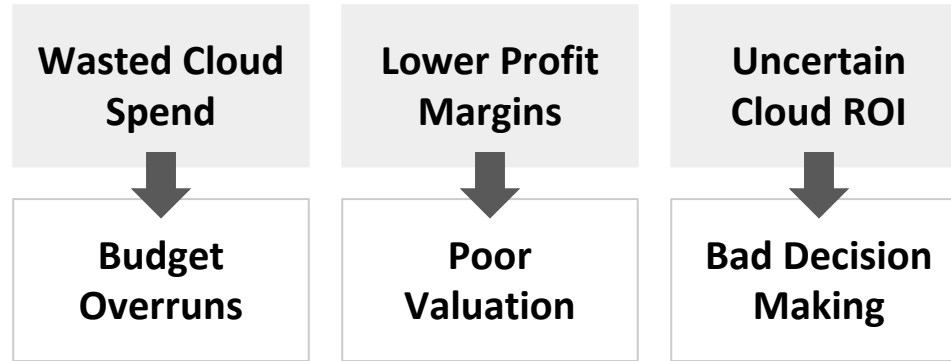 Wasted Cloud
Spend
Lower Profit
Margins
Uncertain
Cloud ROI
Budget
Overruns
Poor
Valuation
Bad Decision
Making